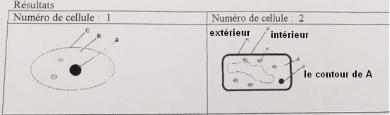 Résultats
Numéro de cellule : 1
Numéro de cellule : 2
C
B
A
extérieur
intérieur
le contour de A